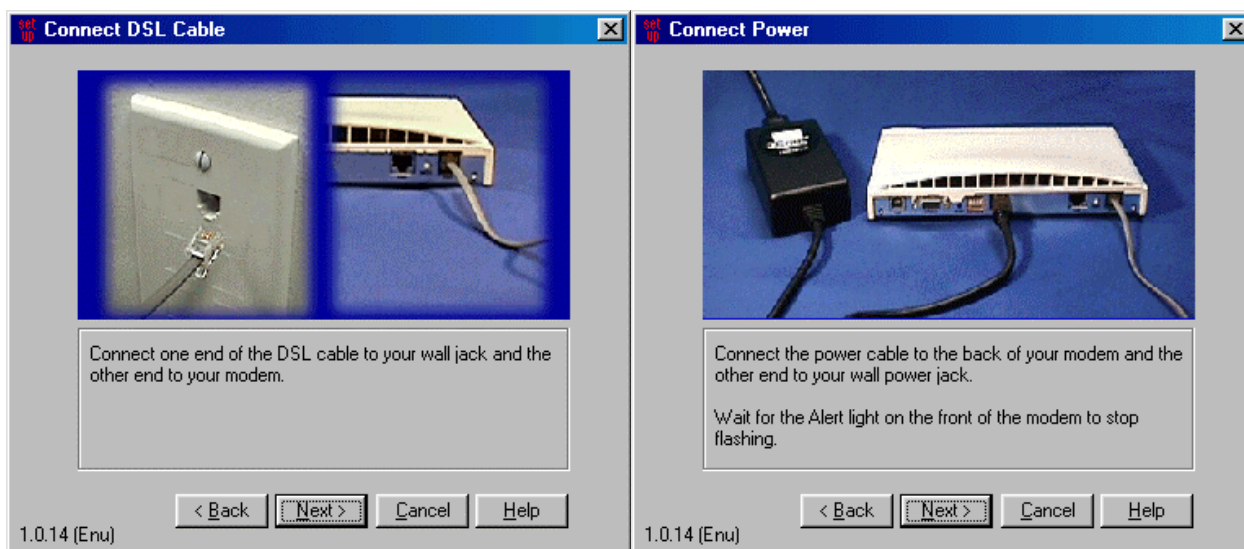 set up Connect DSL Cable
Connect one end of the DSL cable to your wall jack and the
other end to your modem.
< Back Next > Cancel Help
1.0.14 (Enu)
set up Connect Power
Connect the power cable to the back of your modem and the
other end to your wall power jack.
Wait for the Alert light on the front of the modem to stop
flashing.
< Back Next > Cancel Help
1.0.14 (Enu)